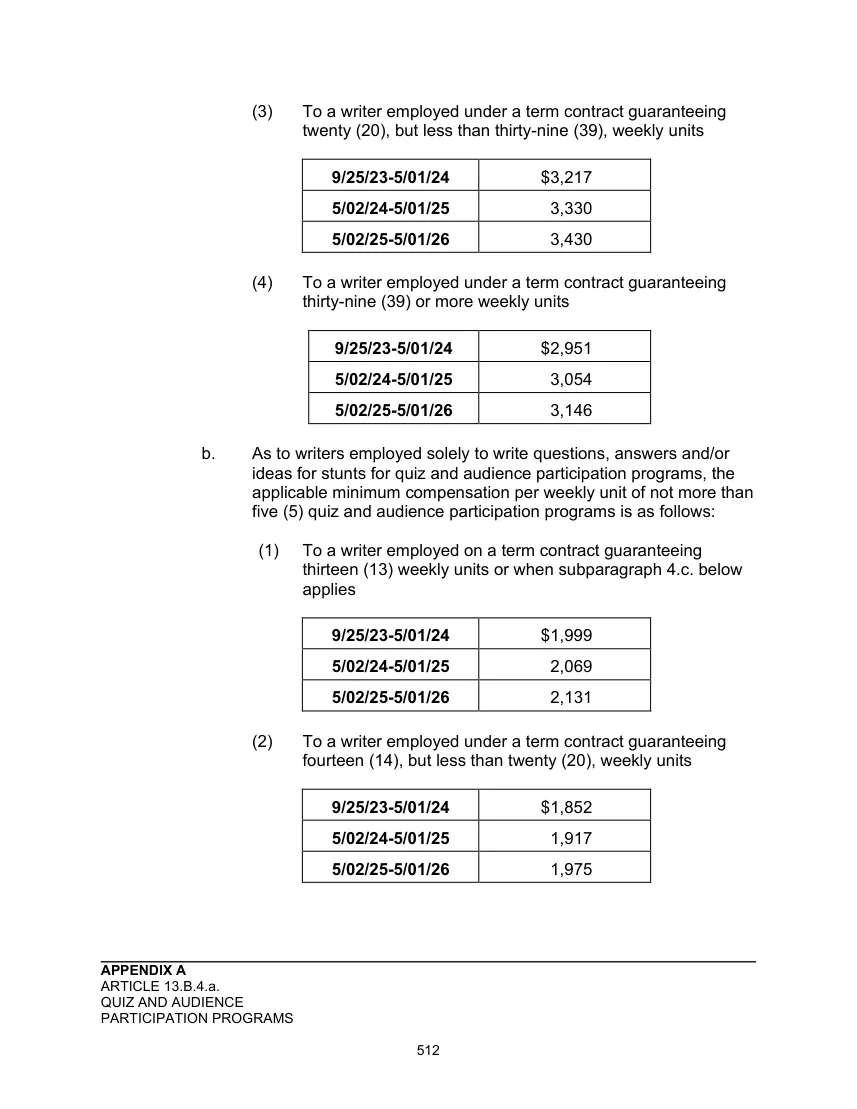 (3) To a writer employed under a term contract guaranteeing
twenty (20), but less than thirty-nine (39), weekly units
9/25/23-5/01/24 $3,217
5/02/24-5/01/25 3,330
5/02/25-5/01/26 3,430
(4) To a writer employed under a term contract guaranteeing
thirty-nine (39) or more weekly units
9/25/23-5/01/24 $2,951
5/02/24-5/01/25 3,054
5/02/25-5/01/26 3,146
b. As to writers employed solely to write questions, answers and/or
ideas for stunts for quiz and audience participation programs, the
applicable minimum compensation per weekly unit of not more than
five (5) quiz and audience participation programs is as follows:
(1) To a writer employed on a term contract guaranteeing
thirteen (13) weekly units or when subparagraph 4.c. below
applies
9/25/23-5/01/24 $1,999
5/02/24-5/01/25 2,069
5/02/25-5/01/26 2,131
(2) To a writer employed under a term contract guaranteeing
fourteen (14), but less than twenty (20), weekly units
9/25/23-5/01/24 $1,852
5/02/24-5/01/25 1,917
5/02/25-5/01/26 1,975
APPENDIX A
ARTICLE 13.B.4.a.
QUIZ AND AUDIENCE
PARTICIPATION PROGRAMS
512